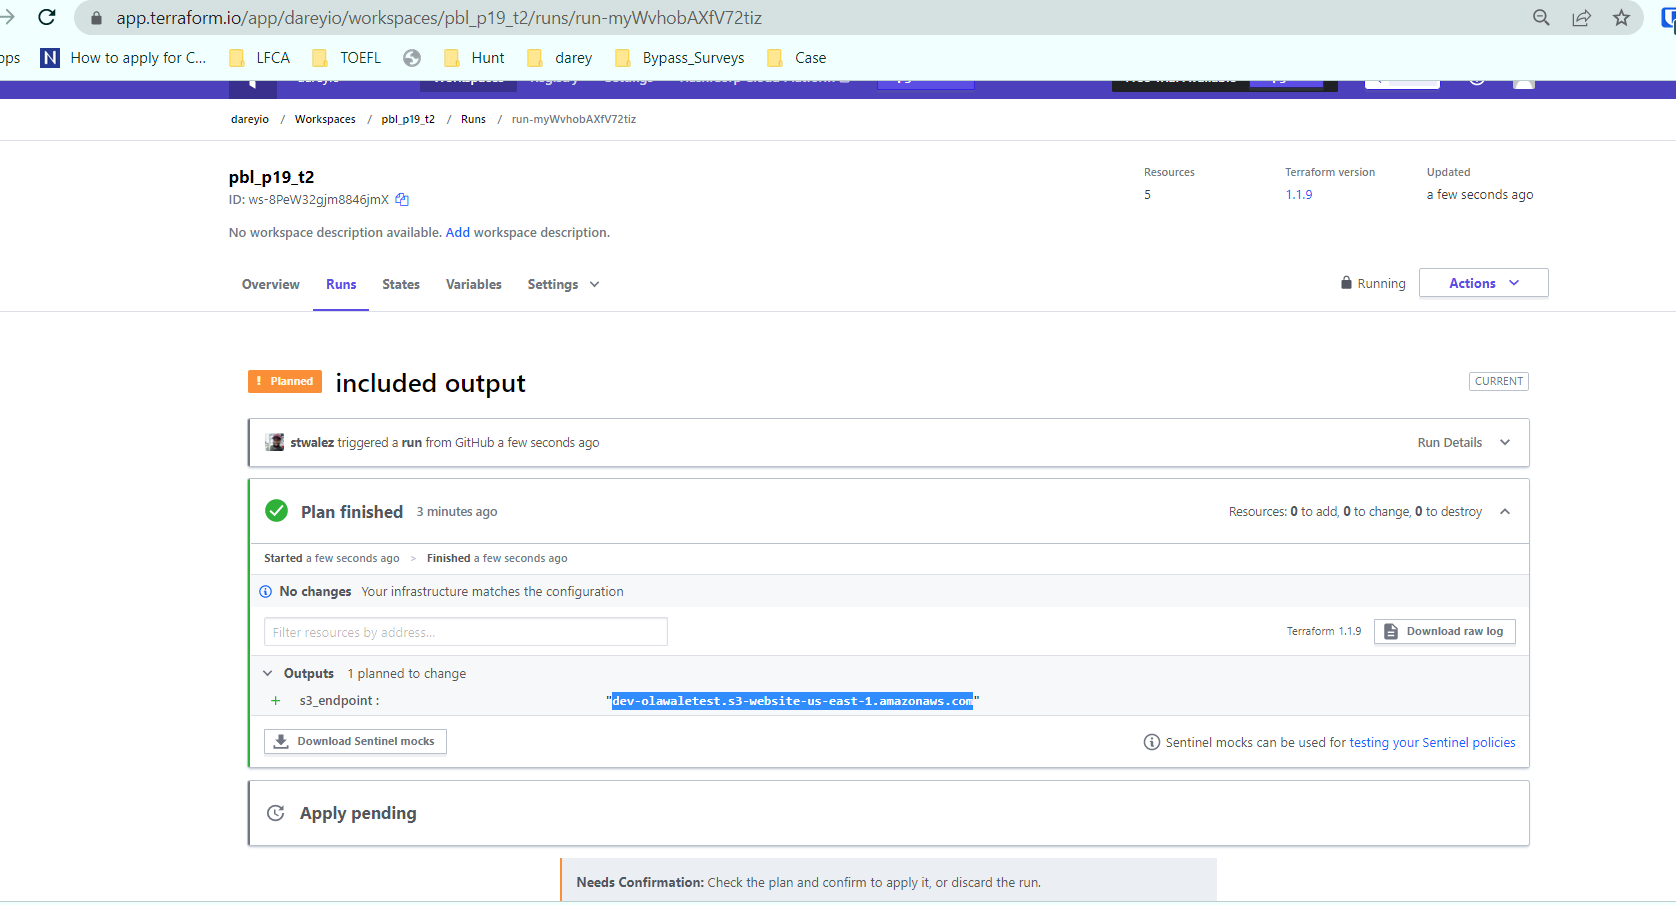 app.terraform.io/app/dareyio/workspaces/pbl_p19_t2/runs/run-myWvhobAXfV72tiz
N How to apply for C... LFCA TOEFL Hunt darey Bypass_Surveys Case
dareyio / Workspaces / pbl_p19_t2 / Runs / run-myWvhobAXfV72tiz
pbl_p19_t2
ID: ws-8PeW32gjm8846jmX
No workspace description available. Add workspace description.
Resources Terraform version Updated
5 1.1.9 a few seconds ago
Overview Runs States Variables Settings Running Actions
! Planned included output CURRENT
stwalez triggered a run from GitHub a few seconds ago Run Details
Plan finished 3 minutes ago Resources: 0 to add, 0 to change, 0 to destroy
Started a few seconds ago > Finished a few seconds ago
No changes Your infrastructure matches the configuration
Filter resources by address... Terraform 1.1.9 Download raw log
Outputs 1 planned to change
+ s3_endpoint : "dev-olawaletest.s3-website-us-east-1.amazonaws.com"
Download Sentinel mocks Sentinel mocks can be used for testing your Sentinel policies
Apply pending
Needs Confirmation: Check the plan and confirm to apply it, or discard the run.